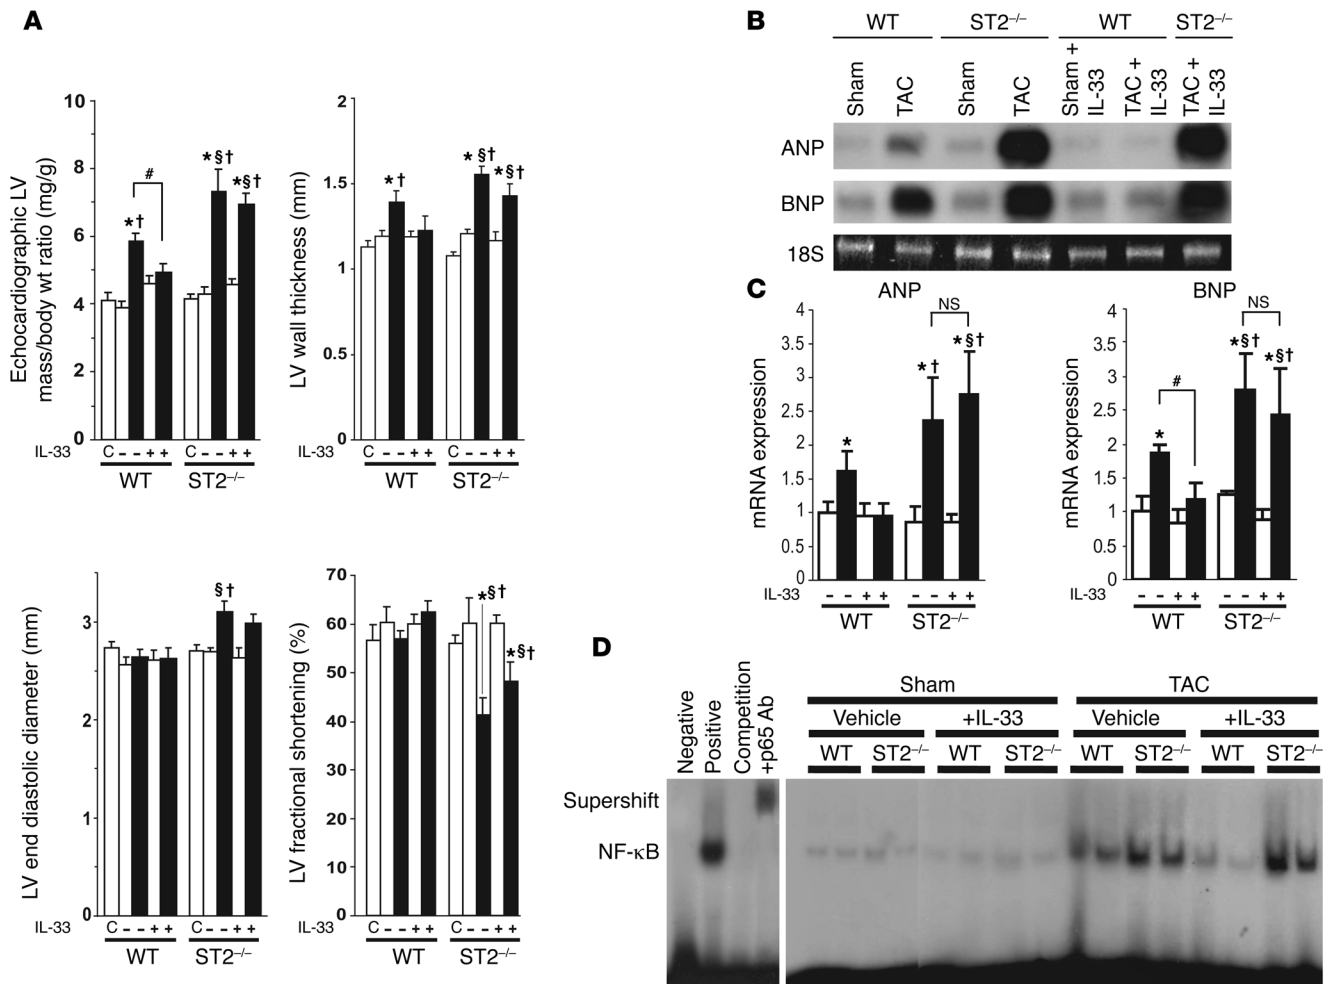 A
Echocardiographic LV
mass/body wt ratio (mg/g)
10
8
6
4
2
0
*†
#
*§†
*§†
IL-33 C – – + + C – – + +
WT ST2–/–
LV wall thickness (mm)
2
1.5
1
0.5
0
*†
*§†
*§†
IL-33 C – – + + C – – + +
WT ST2–/–
LV end diastolic diameter (mm)
3
2
1
0
§†
IL-33 C – – + + C – – + +
WT ST2–/–
LV fractional shortening (%)
70
60
50
40
30
20
10
0
*§†
*§†
IL-33 C – – + + C – – + +
WT ST2–/–
B
WT ST2–/– WT ST2–/–
Sham
TAC
Sham
TAC
Sham +
IL-33
TAC +
IL-33
TAC +
IL-33
ANP
BNP
18S
C
ANP
mRNA expression
4
3.5
3
2.5
2
1.5
1
0.5
0
*
*†
NS
*§†
IL-33 – – + + – – + +
WT ST2–/–
BNP
mRNA expression
4
3.5
3
2.5
2
1.5
1
0.5
0
*
#
*§†
NS
*§†
IL-33 – – + + – – + +
WT ST2–/–
D
Negative
Positive
Competition
+p65 Ab
Sham TAC
Vehicle +IL-33 Vehicle +IL-33
WT ST2–/– WT ST2–/– WT ST2–/– WT ST2–/–
Supershift
NF-κB